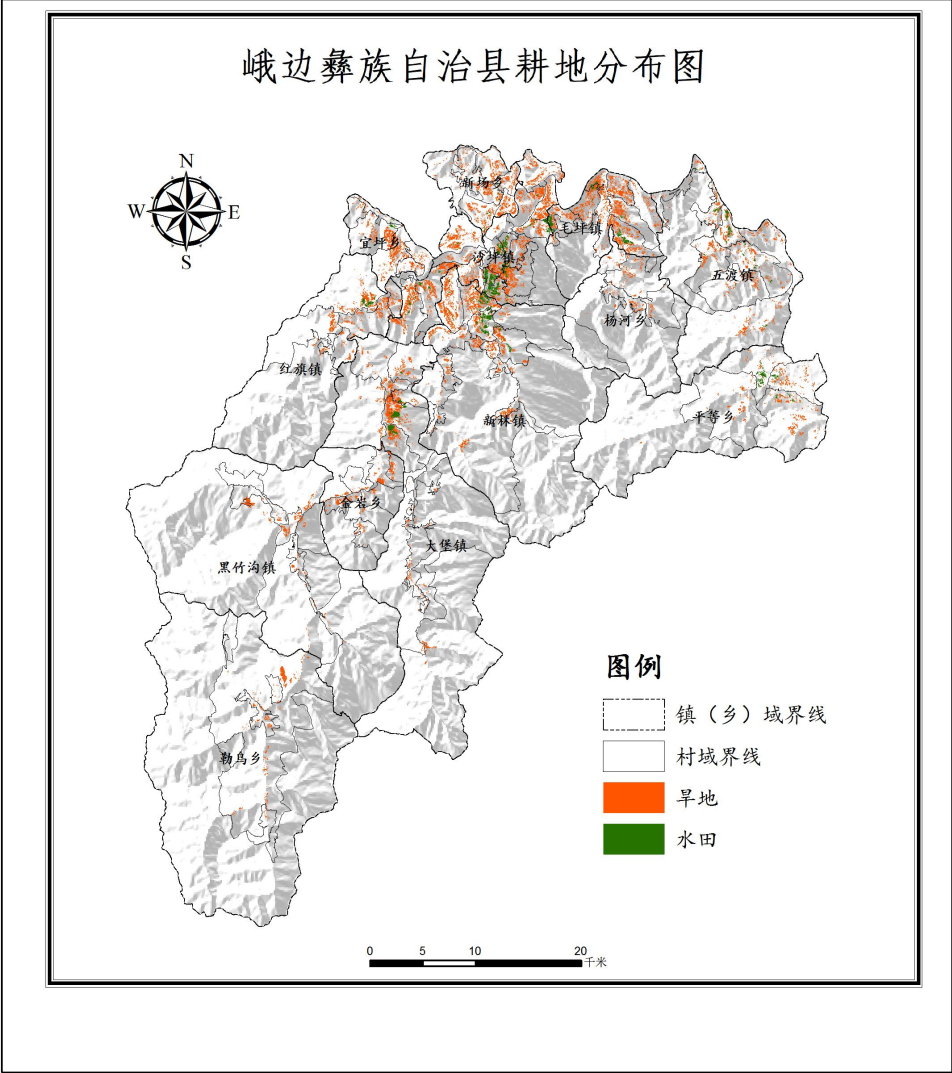 峨边彝族自治县耕地分布图
N
W
E
S
新场乡
毛坪镇
宜坪乡
沙坪镇
五渡镇
杨河乡
红旗镇
新林镇
平等乡
金岩乡
大堡镇
黑竹沟镇
勒乌乡
图例
镇（乡）域界线
村域界线
旱地
水田
0 5 10 20
千米